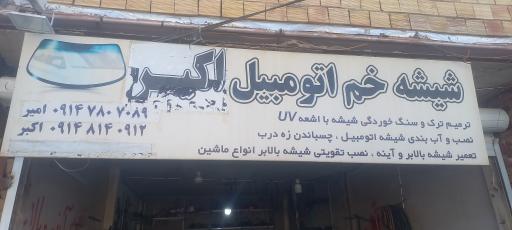 شیشه خم اتومبیل اکبر
ترمیم ترک و سنگ خوردگی شیشه با اشعه UV
نصب و آب بندی شیشه اتومبیل ، چسباندن زه درب
تعمیر شیشه بالابر و آینه ، نصب تقویتی شیشه بالابر انواع ماشین
۰۹۱۴ ۷۸۰ ۷۰۸۹ امیر
۰۹۱۴ ۸۱۴ ۰۹۱۲ اکبر